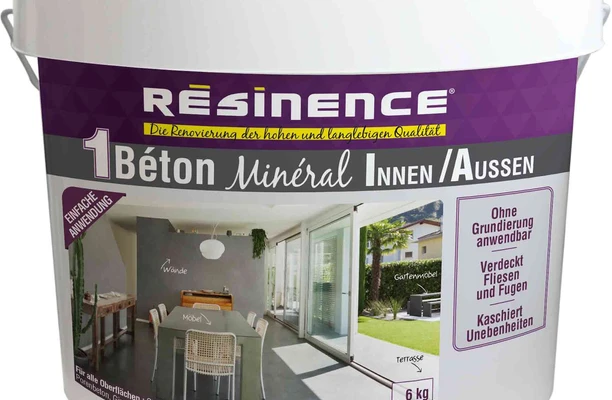 RÉSINENCE®
Die Renovierung der hohen und langlebigen Qualität
1 Béton Minéral INNEN / AUSSEN
EINFACHE
ANWENDUNG
Ohne
Grundierung
anwendbar
Verdeckt
Fliesen
und Fugen
Kaschiert
Unebenheiten
Wände
Gartenmöbel
Möbel
Terrasse
Für alle Oberflächen :
Porenbeton,
6 kg